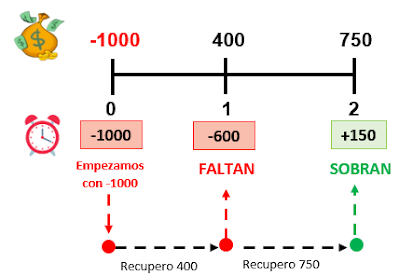 -1000 400 750
0 1 2
-1000 -600 +150
Empezamos
con -1000
FALTAN
SOBRAN
Recupero 400
Recupero 750